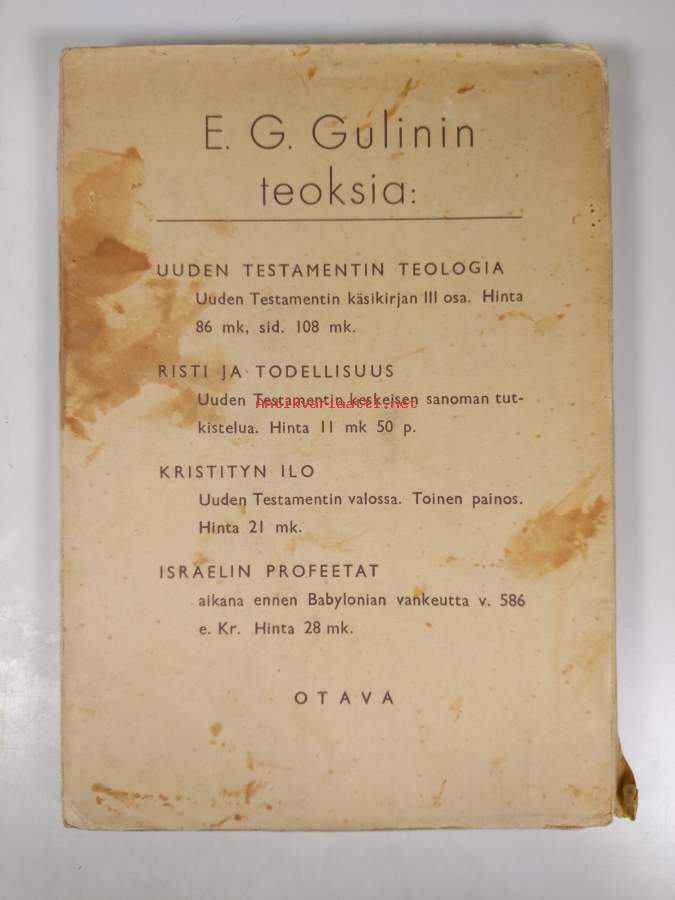 E. G. Gulinin
teoksia:
UUDEN TESTAMENTIN TEOLOGIA
Uuden Testamentin käsikirjan III osa. Hinta
86 mk, sid. 108 mk.
RISTI JA TODELLISUUS
Uuden Testamentin keskeisen sanoman tut-
antikvariaatti.net
kistelua. Hinta 11 mk 50 p.
KRISTITYN ILO
Uuden Testamentin valossa. Toinen painos.
Hinta 21 mk.
ISRAELIN PROFEETAT
aikana ennen Babylonian vankeutta v. 586
e. Kr. Hinta 28 mk.
OTAVA